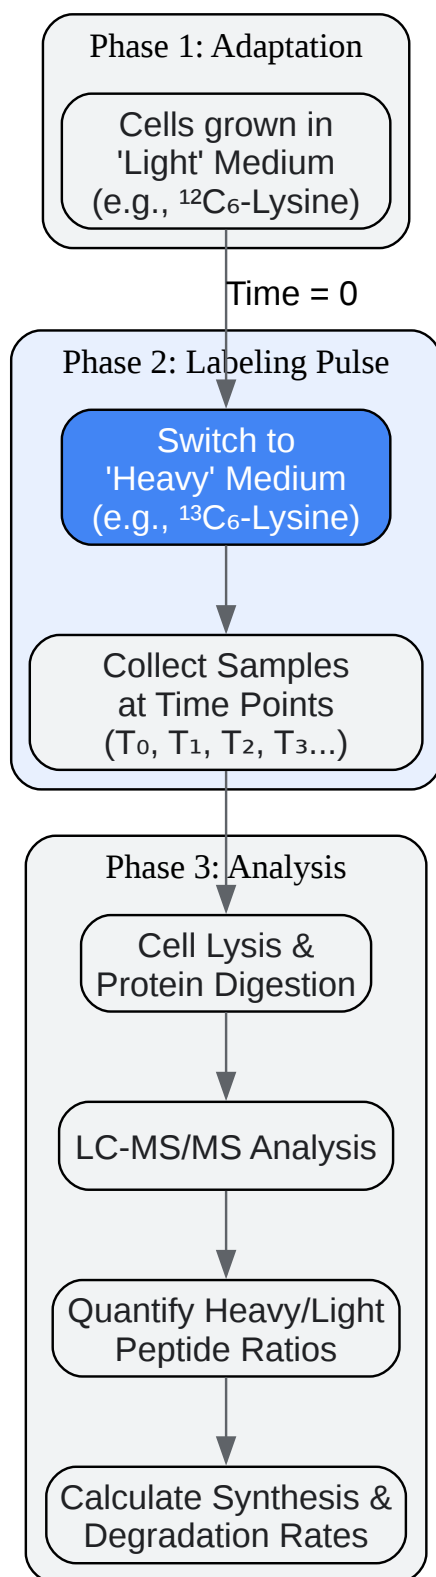 Phase 1: Adaptation
Cells grown in
'Light' Medium
(e.g., ¹²C₆-Lysine)
Time = 0
Phase 2: Labeling Pulse
Switch to
'Heavy' Medium
(e.g., ¹³C₆-Lysine)
Collect Samples
at Time Points
(T₀, T₁, T₂, T₃...)
Phase 3: Analysis
Cell Lysis &
Protein Digestion
LC-MS/MS Analysis
Quantify Heavy/Light
Peptide Ratios
Calculate Synthesis &
Degradation Rates